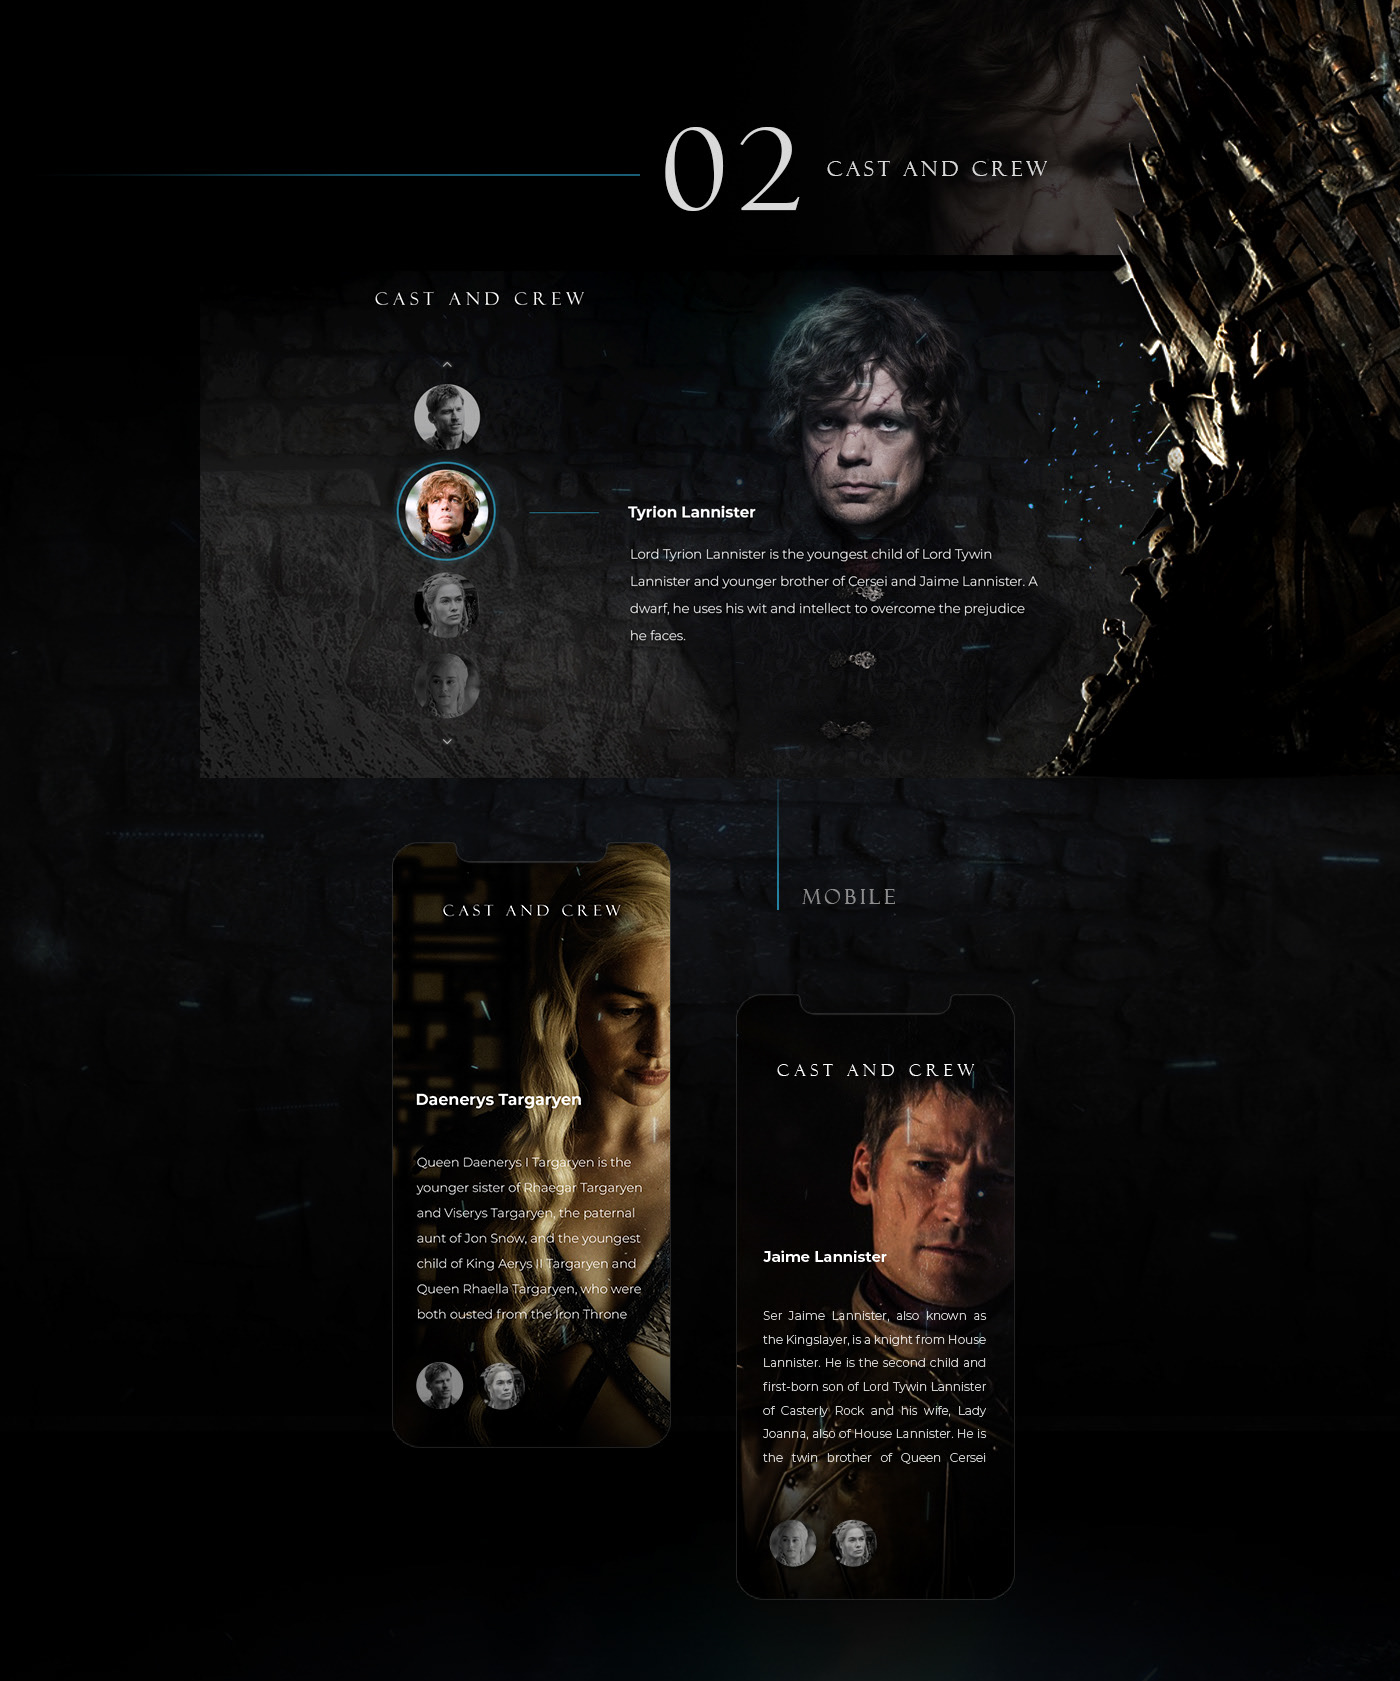 02
CAST AND CREW
CAST AND CREW
Tyrion Lannister
Lord Tyrion Lannister is the youngest child of Lord Tywin
Lannister and younger brother of Cersei and Jaime Lannister. A
dwarf, he uses his wit and intellect to overcome the prejudice
he faces.
MOBILE
CAST AND CREW
Daenerys Targaryen
Queen Daenerys I Targaryen is the
younger sister of Rhaegar Targaryen
and Viserys Targaryen, the paternal
aunt of Jon Snow, and the youngest
child of King Aerys II Targaryen and
Queen Rhaella Targaryen, who were
both ousted from the Iron Throne
CAST AND CREW
Jaime Lannister
Ser Jaime Lannister, also known as
the Kingslayer, is a knight from House
Lannister. He is the second child and
first-born son of Lord Tywin Lannister
of Casterly Rock and his wife, Lady
Joanna, also of House Lannister. He is
the twin brother of Queen Cersei